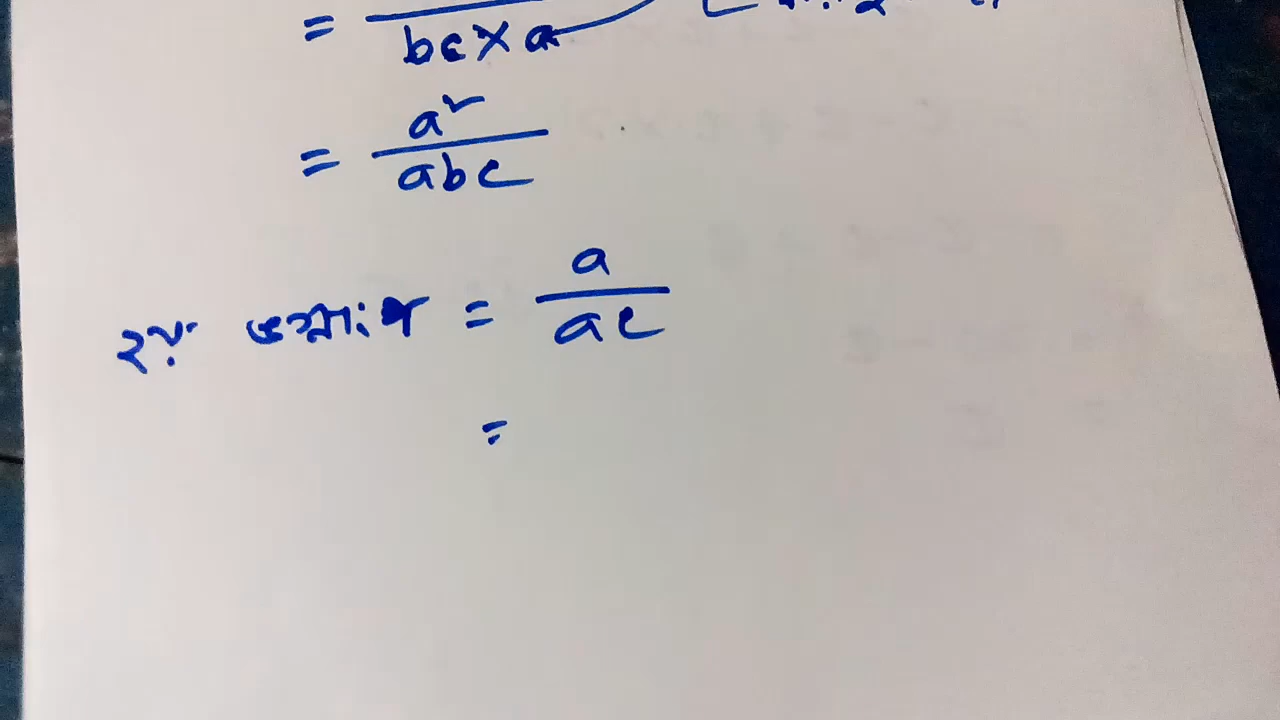 = bc×a
= a²/abc
২য় ভগ্নাংশ = a/ac
=